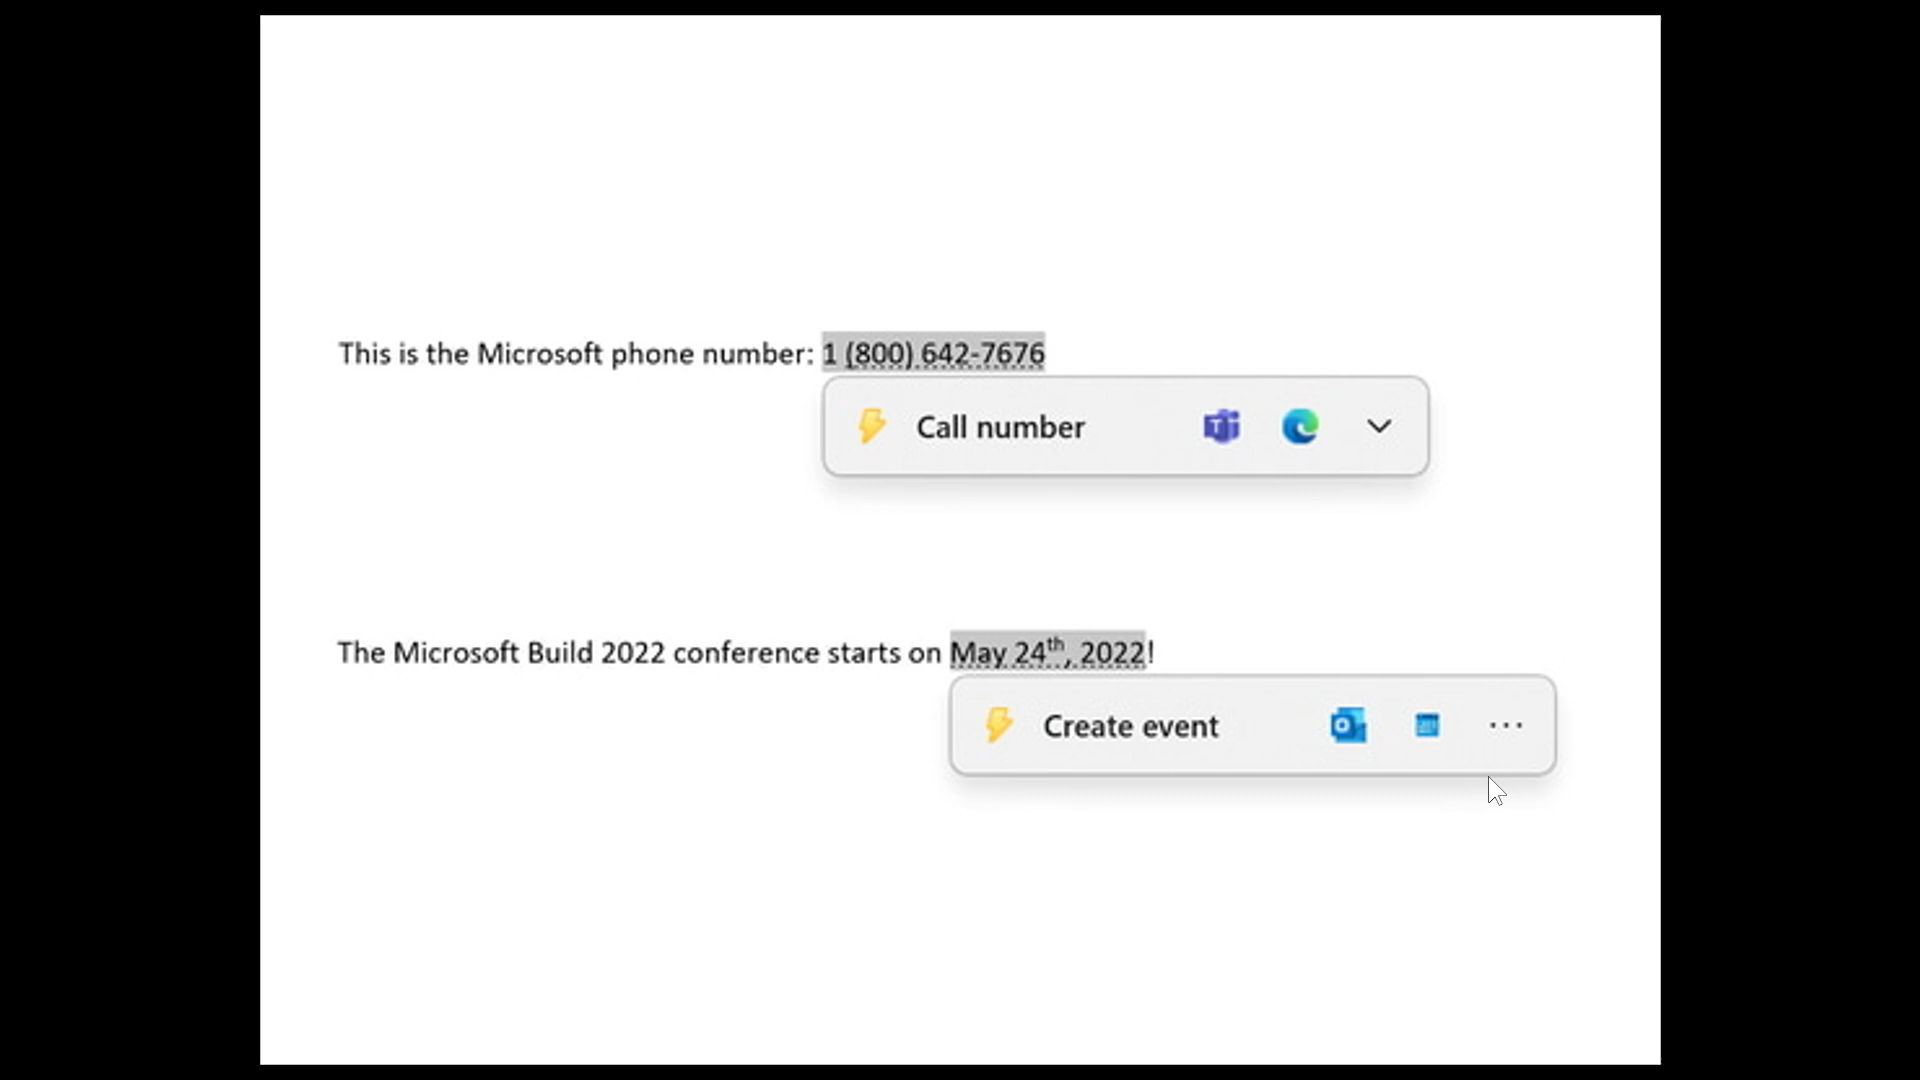 This is the Microsoft phone number: 1 (800) 642-7676
Call number
The Microsoft Build 2022 conference starts on May 24th, 2022!
Create event